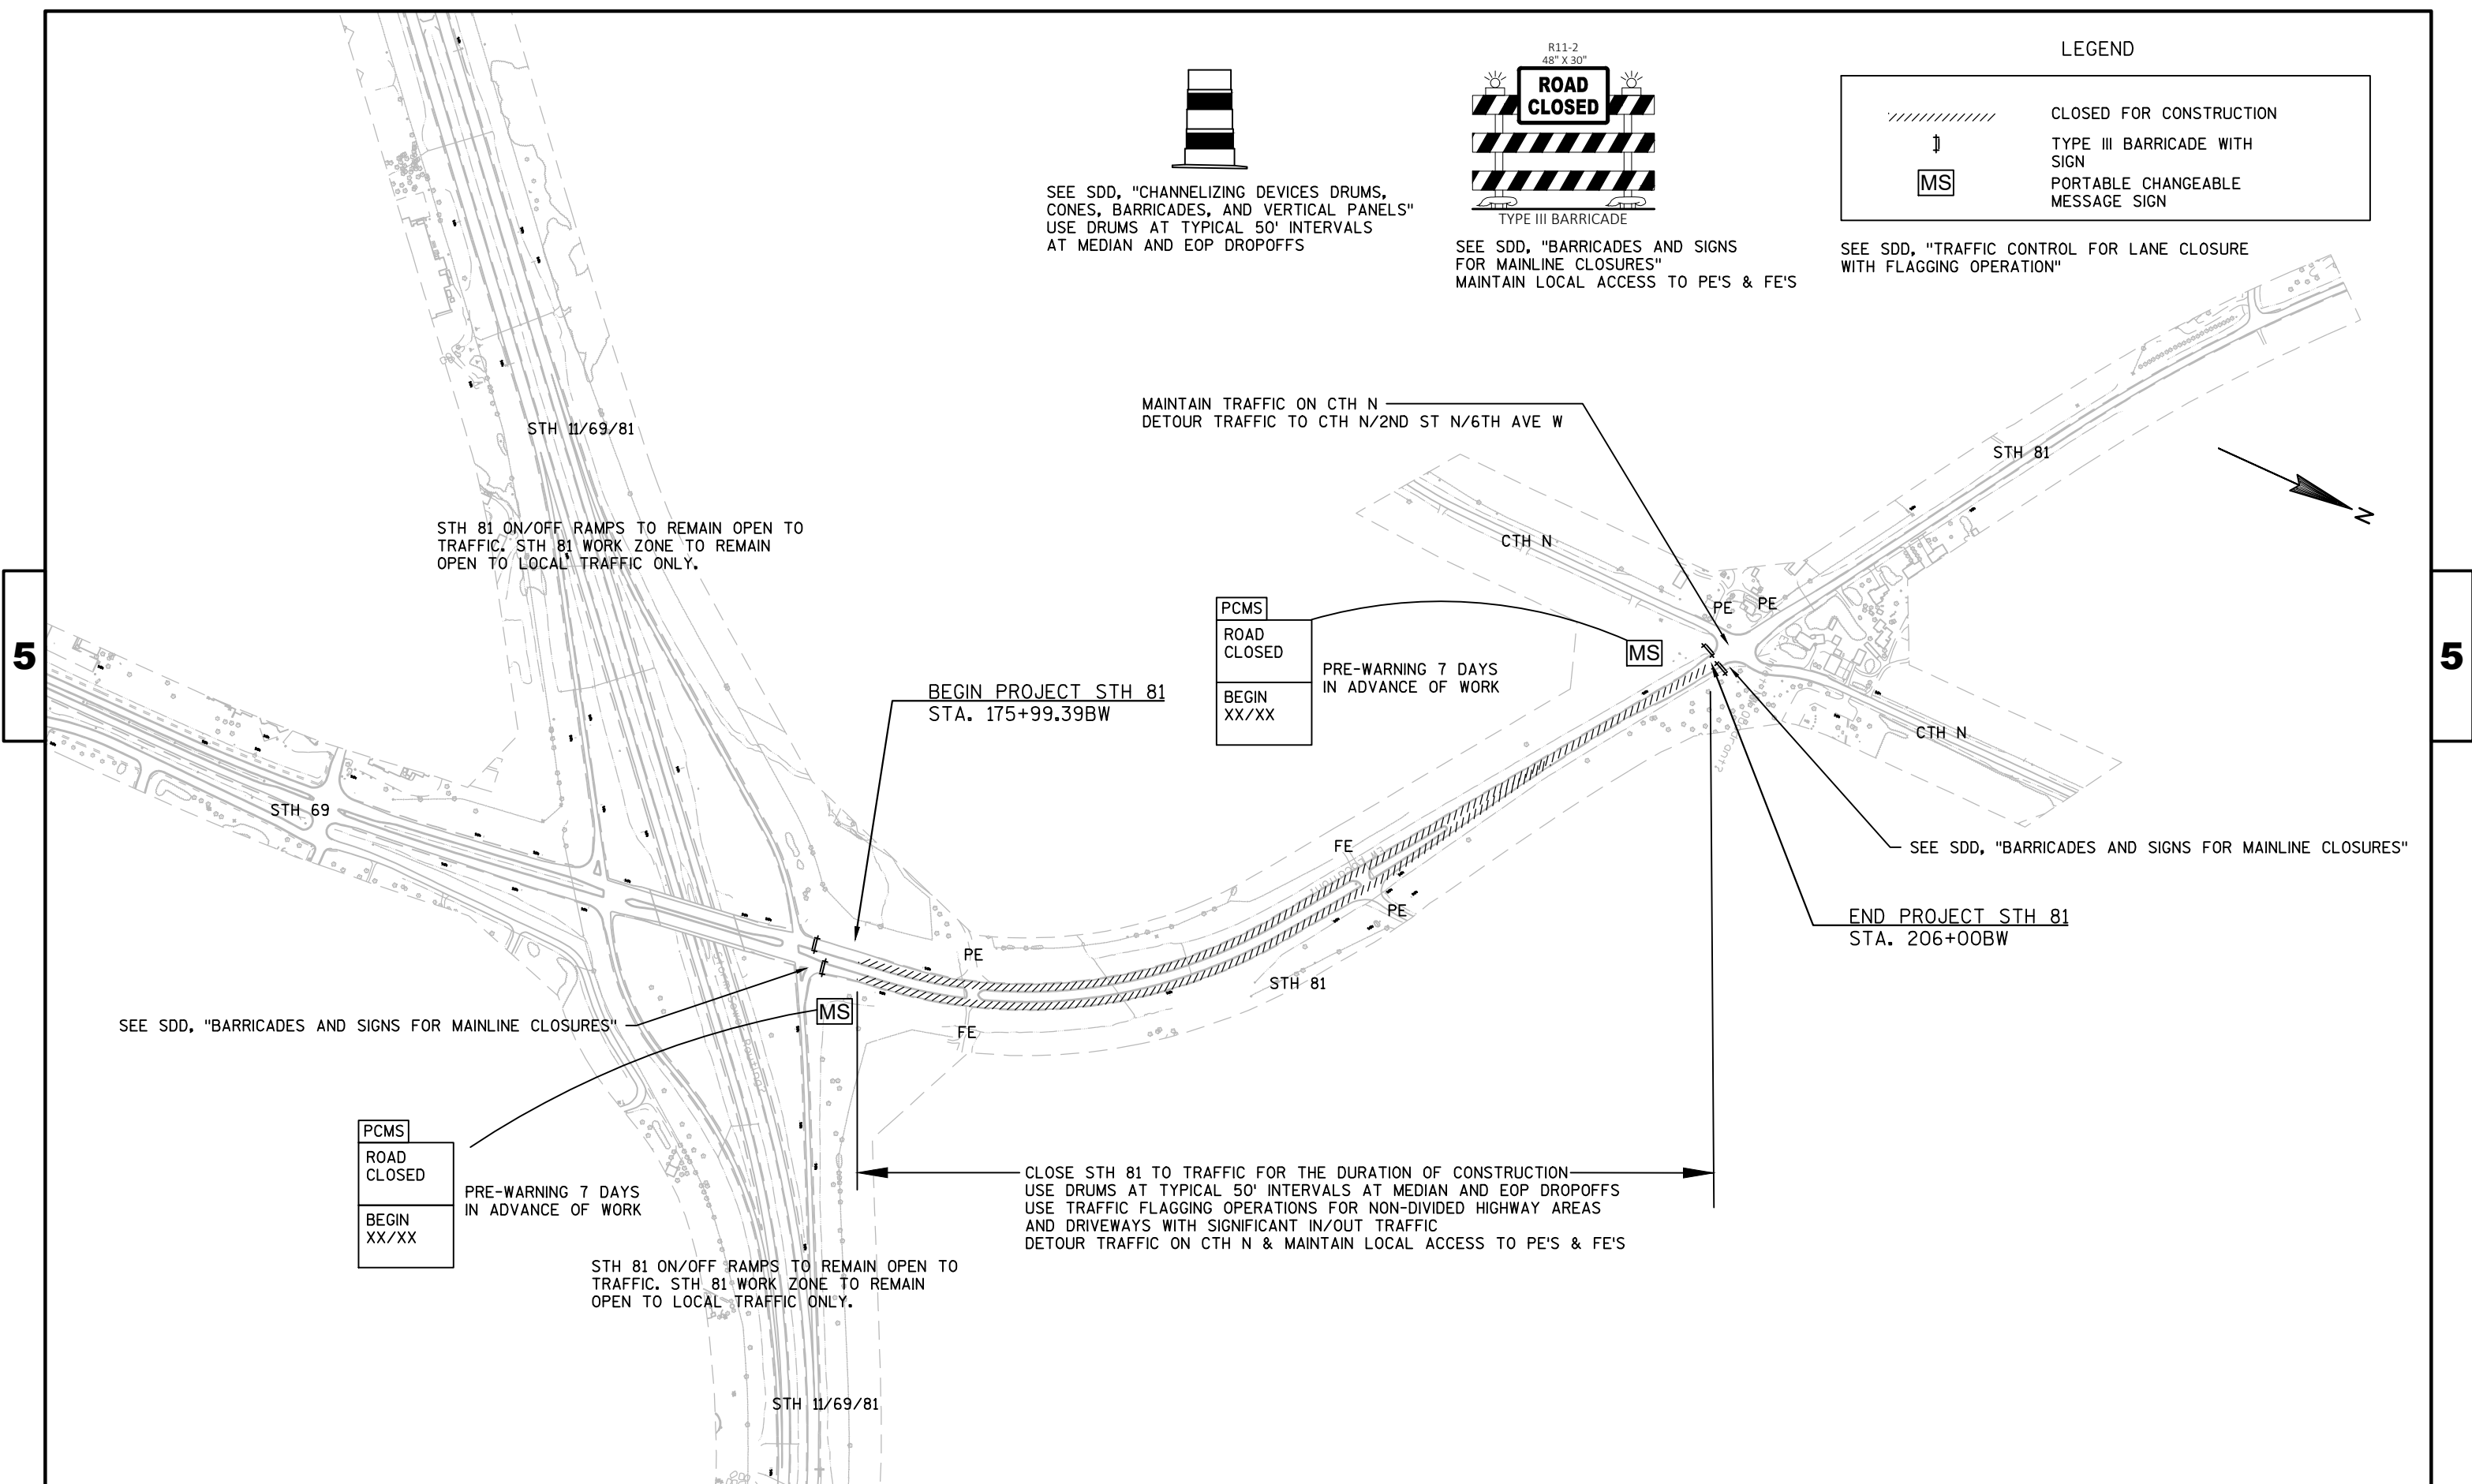 R11-2
48" X 30"
ROAD
CLOSED
TYPE III BARRICADE
LEGEND
CLOSED FOR CONSTRUCTION
TYPE III BARRICADE WITH
SIGN
MS
PORTABLE CHANGEABLE
MESSAGE SIGN
SEE SDD, "CHANNELIZING DEVICES DRUMS,
CONES, BARRICADES, AND VERTICAL PANELS"
USE DRUMS AT TYPICAL 50' INTERVALS
AT MEDIAN AND EOP DROPOFFS
SEE SDD, "BARRICADES AND SIGNS
FOR MAINLINE CLOSURES"
MAINTAIN LOCAL ACCESS TO PE'S & FE'S
SEE SDD, "TRAFFIC CONTROL FOR LANE CLOSURE
WITH FLAGGING OPERATION"
MAINTAIN TRAFFIC ON CTH N
DETOUR TRAFFIC TO CTH N/2ND ST N/6TH AVE W
STH 11/69/81
STH 81
N
STH 81 ON/OFF RAMPS TO REMAIN OPEN TO
TRAFFIC. STH 81 WORK ZONE TO REMAIN
OPEN TO LOCAL TRAFFIC ONLY.
CTH N
PE
PE
5
PCMS
ROAD
CLOSED
BEGIN
XX/XX
PRE-WARNING 7 DAYS
IN ADVANCE OF WORK
MS
5
BEGIN PROJECT STH 81
STA. 175+99.39BW
CTH N
STH 69
FE
SEE SDD, "BARRICADES AND SIGNS FOR MAINLINE CLOSURES"
PE
END PROJECT STH 81
STA. 206+00BW
PE
STH 81
SEE SDD, "BARRICADES AND SIGNS FOR MAINLINE CLOSURES"
MS
FE
PCMS
ROAD
CLOSED
BEGIN
XX/XX
PRE-WARNING 7 DAYS
IN ADVANCE OF WORK
CLOSE STH 81 TO TRAFFIC FOR THE DURATION OF CONSTRUCTION
USE DRUMS AT TYPICAL 50' INTERVALS AT MEDIAN AND EOP DROPOFFS
USE TRAFFIC FLAGGING OPERATIONS FOR NON-DIVIDED HIGHWAY AREAS
AND DRIVEWAYS WITH SIGNIFICANT IN/OUT TRAFFIC
DETOUR TRAFFIC ON CTH N & MAINTAIN LOCAL ACCESS TO PE'S & FE'S
STH 81 ON/OFF RAMPS TO REMAIN OPEN TO
TRAFFIC. STH 81 WORK ZONE TO REMAIN
OPEN TO LOCAL TRAFFIC ONLY.
STH 11/69/81